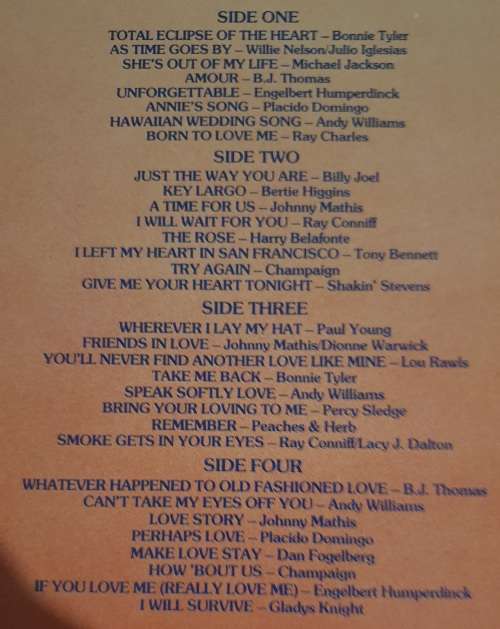 SIDE ONE
TOTAL ECLIPSE OF THE HEART – Bonnie Tyler
AS TIME GOES BY – Willie Nelson/Julio Iglesias
SHE'S OUT OF MY LIFE – Michael Jackson
AMOUR – B.J. Thomas
UNFORGETTABLE – Engelbert Humperdinck
ANNIE'S SONG – Placido Domingo
HAWAIIAN WEDDING SONG – Andy Williams
BORN TO LOVE ME – Ray Charles
SIDE TWO
JUST THE WAY YOU ARE – Billy Joel
KEY LARGO – Bertie Higgins
A TIME FOR US – Johnny Mathis
I WILL WAIT FOR YOU – Ray Conniff
THE ROSE – Harry Belafonte
I LEFT MY HEART IN SAN FRANCISCO – Tony Bennett
TRY AGAIN – Champaign
GIVE ME YOUR HEART TONIGHT – Shakin' Stevens
SIDE THREE
WHEREVER I LAY MY HAT – Paul Young
FRIENDS IN LOVE – Johnny Mathis/Dionne Warwick
YOU'LL NEVER FIND ANOTHER LOVE LIKE MINE – Lou Rawls
TAKE ME BACK – Bonnie Tyler
SPEAK SOFTLY LOVE – Andy Williams
BRING YOUR LOVING TO ME – Percy Sledge
REMEMBER – Peaches & Herb
SMOKE GETS IN YOUR EYES – Ray Conniff/Lacy J. Dalton
SIDE FOUR
WHATEVER HAPPENED TO OLD FASHIONED LOVE – B.J. Thomas
CAN'T TAKE MY EYES OFF YOU – Andy Williams
LOVE STORY – Johnny Mathis
PERHAPS LOVE – Placido Domingo
MAKE LOVE STAY – Dan Fogelberg
HOW 'BOUT US – Champaign
IF YOU LOVE ME (REALLY LOVE ME) – Engelbert Humperdinck
I WILL SURVIVE – Gladys Knight